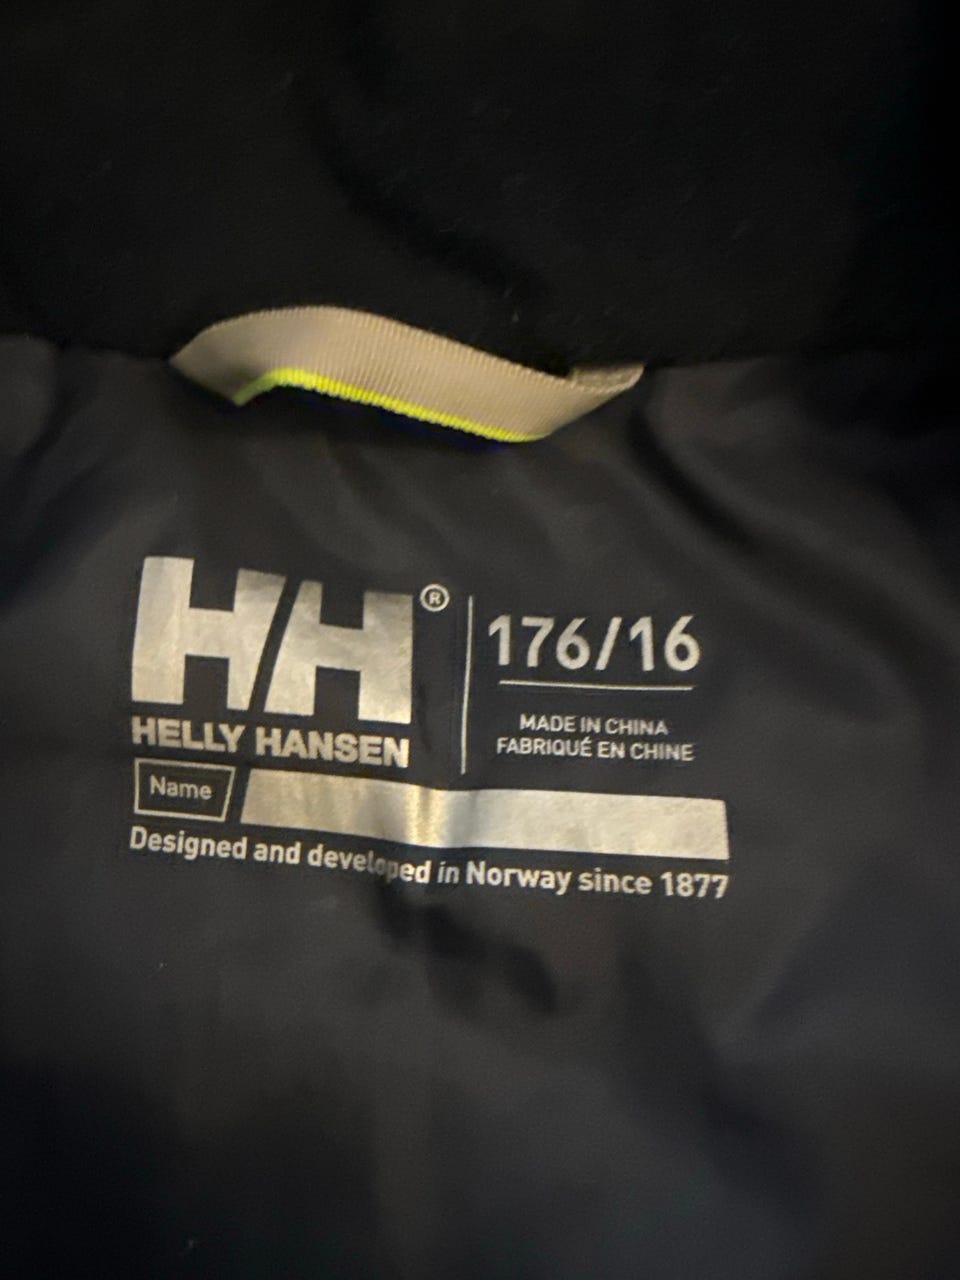 HH®
HELLY HANSEN
176/16
MADE IN CHINA
FABRIQUÉ EN CHINE
Name
Designed and developed in Norway since 1877